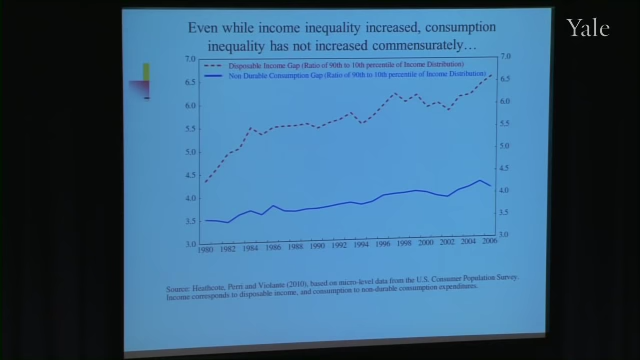 Yale
Even while income inequality increased, consumption
inequality has not increased commensurately…
7.0
6.5
6.0
5.5
5.0
4.5
4.0
3.5
3.0
Disposable Income Gap (Ratio of 90th to 10th percentile of Income Distribution)
Non-Durable Consumption Gap (Ratio of 90th to 10th percentile of Income Distribution)
7.0
6.5
6.0
5.5
5.0
4.5
4.0
3.5
3.0
1980 1982 1984 1986 1988 1990 1992 1994 1996 1998 2000 2002 2004 2006
Source: Heathcote, Perri and Violante (2010), based on micro-level data from the U.S. Consumer Population Survey.
Income corresponds to disposable income, and consumption to non-durable consumption expenditures.